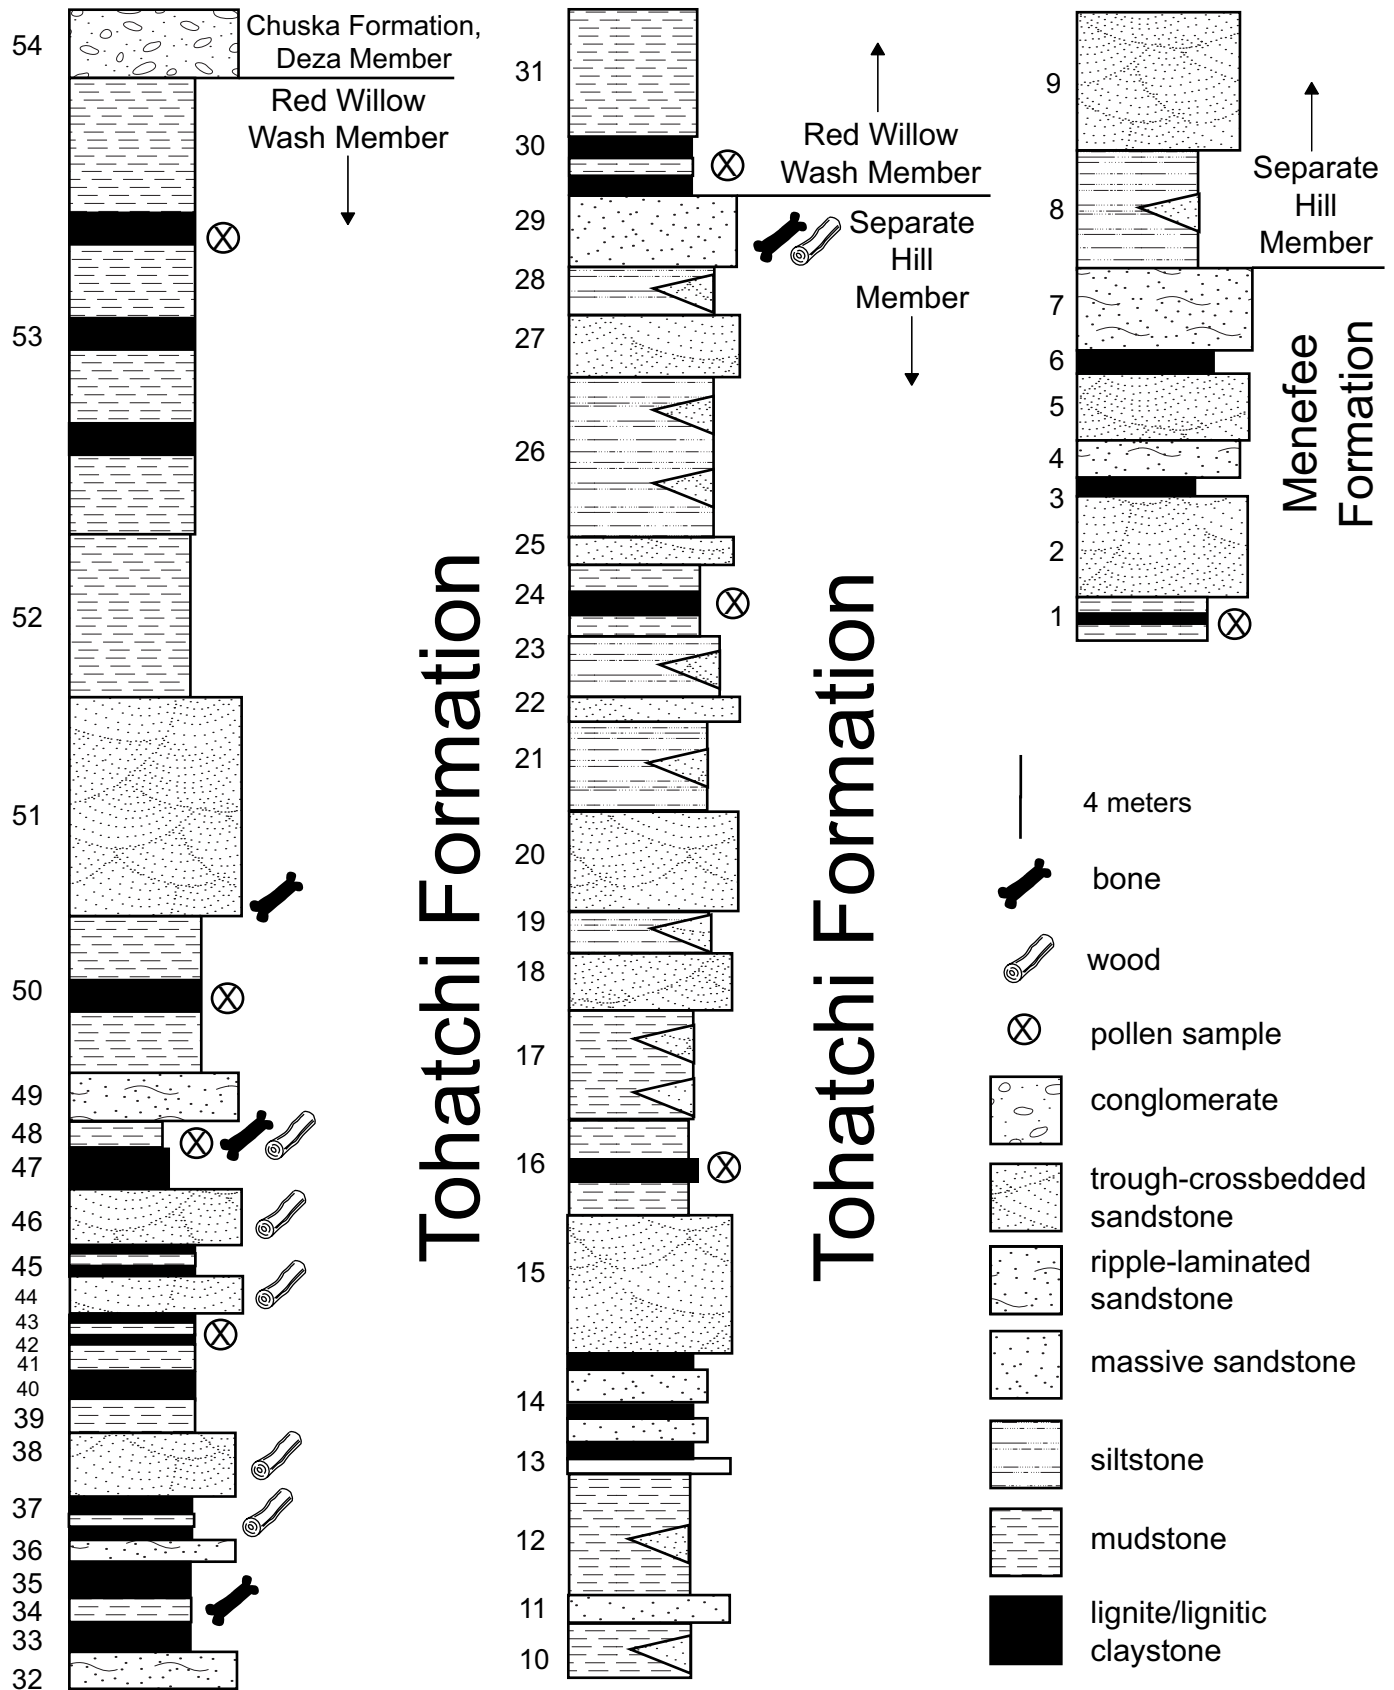 54
Chuska Formation,
Deza Member
Red Willow
Wash Member
53
52
51
50
49
48
47
46
45
44
43
42
41
40
39
38
37
36
35
34
33
32
Tohatchi Formation
31
30
Red Willow
Wash Member
29
Separate
Hill
Member
28
27
26
25
24
23
22
21
20
19
18
17
16
15
14
13
12
11
10
Tohatchi Formation
9
Separate
Hill
Member
8
7
6
5
4
3
2
1
Menefee
Formation
4 meters
bone
wood
pollen sample
conglomerate
trough-crossbedded
sandstone
ripple-laminated
sandstone
massive sandstone
siltstone
mudstone
lignite/lignitic
claystone